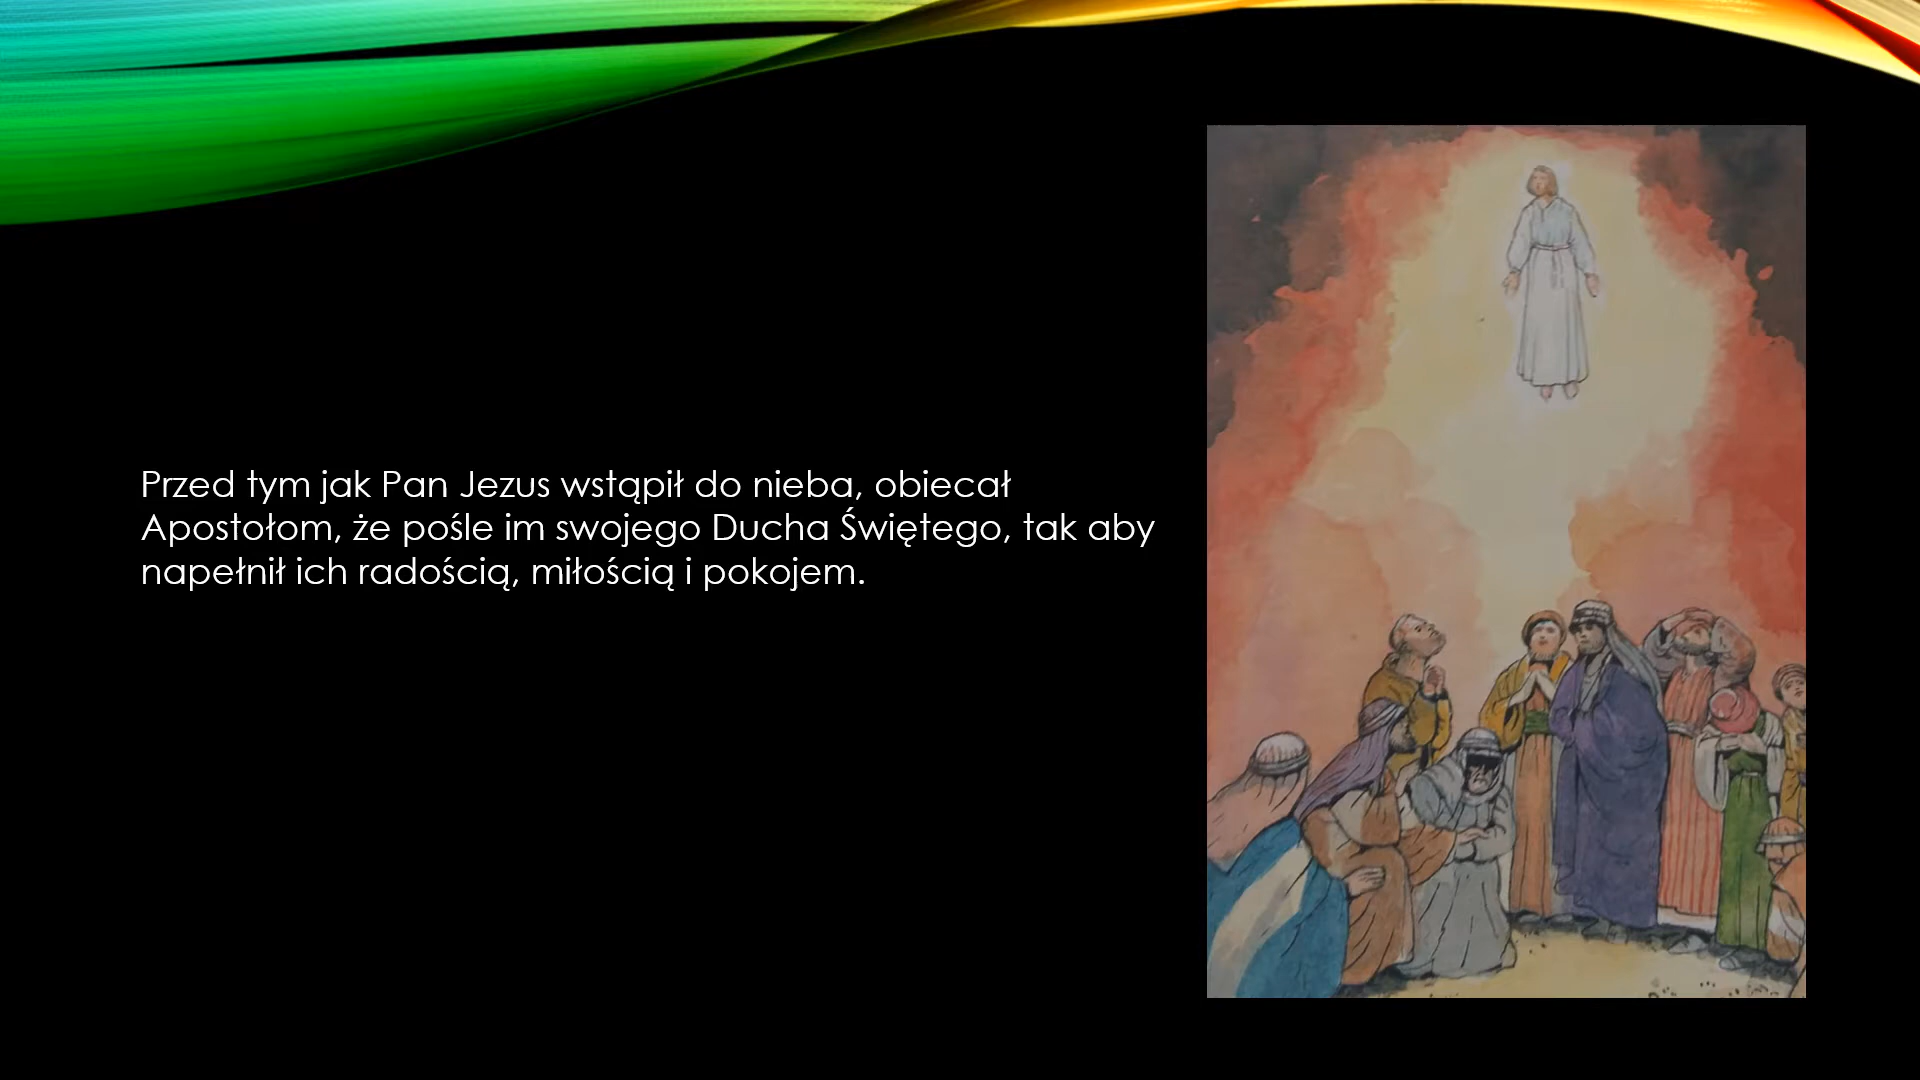 Przed tym jak Pan Jezus wstąpił do nieba, obiecał
Apostołom, że pośle im swojego Ducha Świętego, tak aby
napełnił ich radością, miłością i pokojem.